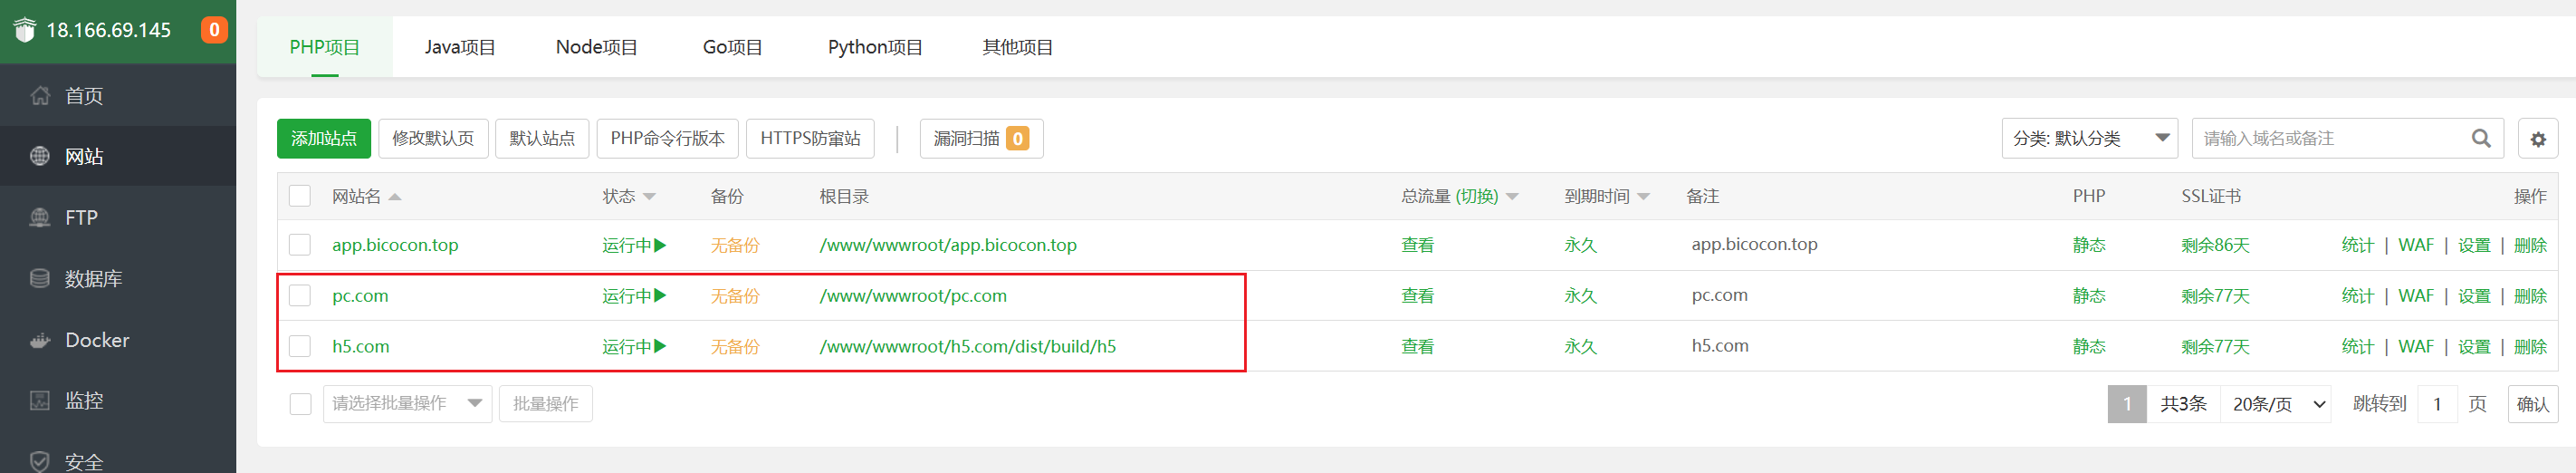 18.166.69.145 0
首页
网站
FTP
数据库
Docker
监控
安全
PHP项目 Java项目 Node项目 Go项目 Python项目 其他项目
添加站点 修改默认页 默认站点 PHP命令行版本 HTTPS防窜站 漏洞扫描 0 分类: 默认分类 请输入域名或备注
网站名 状态 备份 根目录 总流量 (切换) 到期时间 备注 PHP SSL证书 操作
app.bicocon.top 运行中 无备份 /www/wwwroot/app.bicocon.top 查看 永久 app.bicocon.top 静态 剩余86天 统计 | WAF | 设置 | 删除
pc.com 运行中 无备份 /www/wwwroot/pc.com 查看 永久 pc.com 静态 剩余77天 统计 | WAF | 设置 | 删除
h5.com 运行中 无备份 /www/wwwroot/h5.com/dist/build/h5 查看 永久 h5.com 静态 剩余77天 统计 | WAF | 设置 | 删除
请选择批量操作 批量操作 1 共3条 20条/页 跳转到 1 页 确认